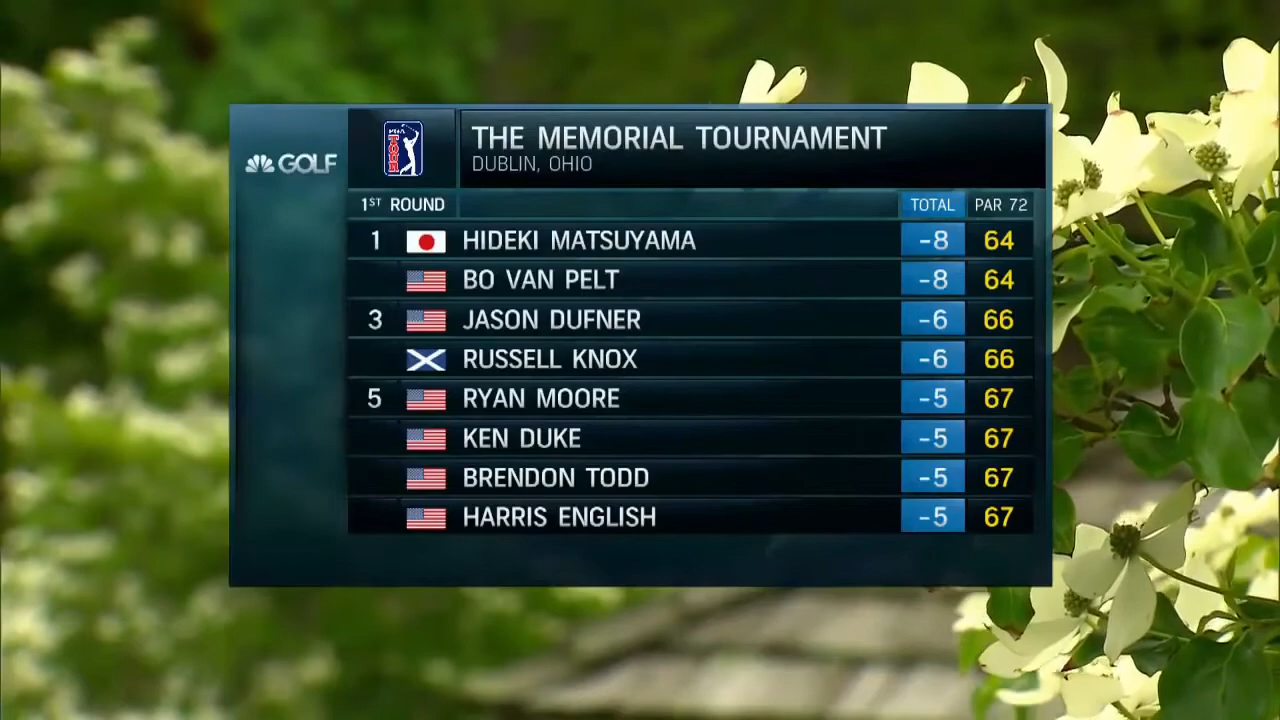 GOLF
PGA TOUR
THE MEMORIAL TOURNAMENT
DUBLIN, OHIO
1ST ROUND TOTAL PAR 72
1 HIDEKI MATSUYAMA -8 64
BO VAN PELT -8 64
3 JASON DUFNER -6 66
RUSSELL KNOX -6 66
5 RYAN MOORE -5 67
KEN DUKE -5 67
BRENDON TODD -5 67
HARRIS ENGLISH -5 67